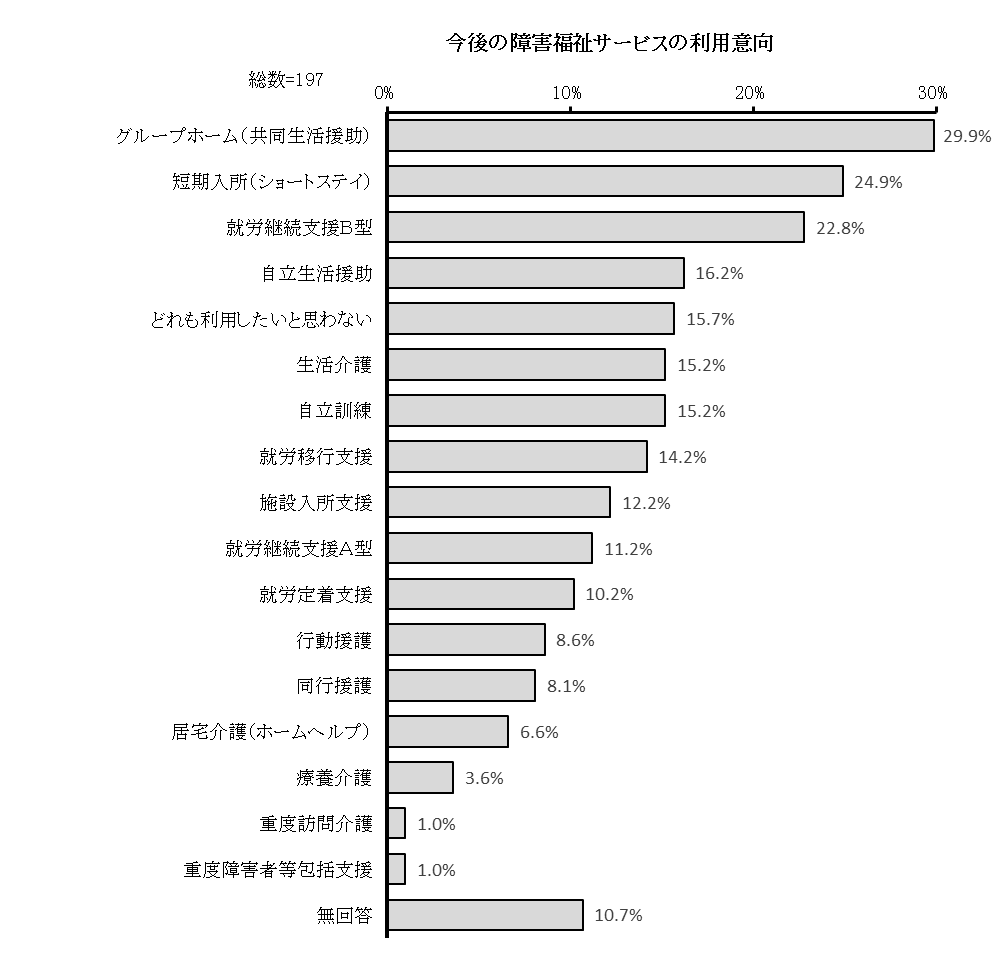 今後の障害福祉サービスの利用意向
総数=197
0% 10% 20% 30%
グループホーム（共同生活援助） 29.9%
短期入所（ショートステイ） 24.9%
就労継続支援Ｂ型 22.8%
自立生活援助 16.2%
どれも利用したいと思わない 15.7%
生活介護 15.2%
自立訓練 15.2%
就労移行支援 14.2%
施設入所支援 12.2%
就労継続支援Ａ型 11.2%
就労定着支援 10.2%
行動援護 8.6%
同行援護 8.1%
居宅介護（ホームヘルプ） 6.6%
療養介護 3.6%
重度訪問介護 1.0%
重度障害者等包括支援 1.0%
無回答 10.7%